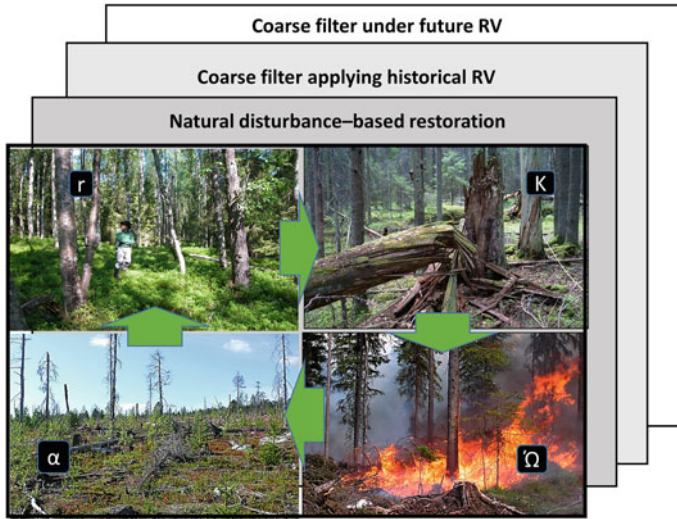 Coarse filter under future RV
Coarse filter applying historical RV
Natural disturbance–based restoration
r
K
α
Ώ